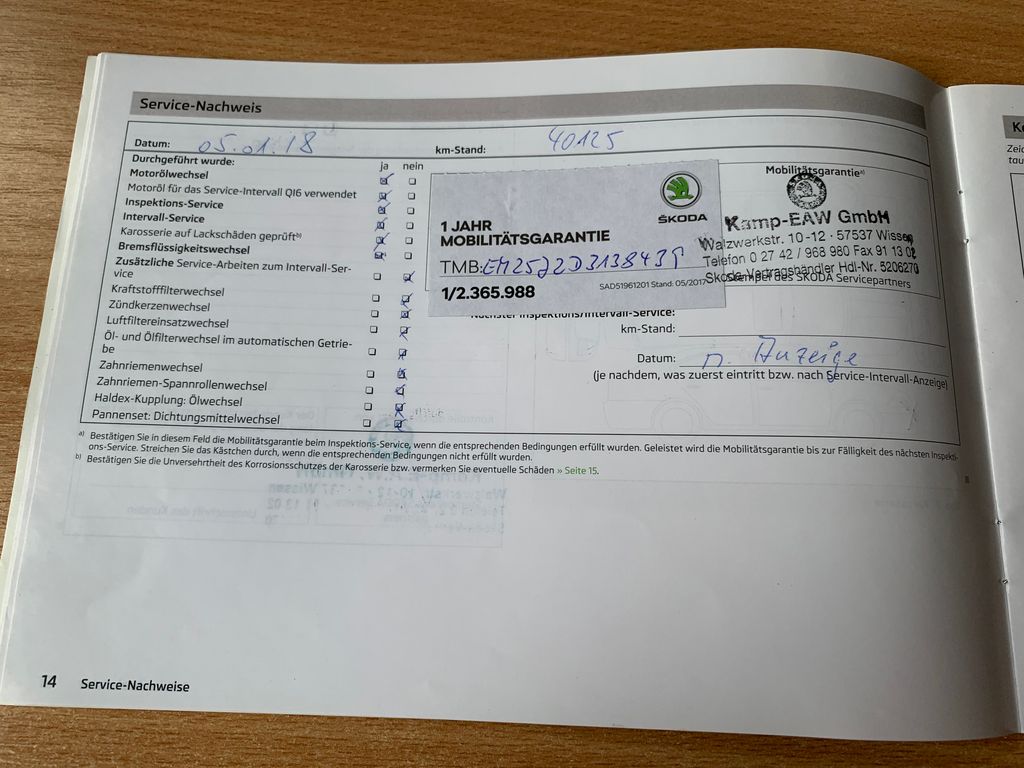 Service-Nachweis
Datum: 05.01.18 km-Stand: 40125
Durchgeführt wurde: ja nein
Motorölwechsel
Motoröl für das Service-Intervall QI6 verwendet
Inspektions-Service
Intervall-Service
Karosserie auf Lackschäden geprüft b)
Bremsflüssigkeitswechsel
Zusätzliche Service-Arbeiten zum Intervall-Ser-
vice
Kraftstofffilterwechsel
Zündkerzenwechsel
Luftfiltereinsatzwechsel
Öl- und Ölfilterwechsel im automatischen Getrie-
be
Zahnriemenwechsel
Zahnriemen-Spannrollenwechsel
Haldex-Kupplung: Ölwechsel
Pannenset: Dichtungsmittelwechsel
ŠKODA
1 JAHR
MOBILITÄTSGARANTIE
TMB:
1/2.365.988
SAD51961201 Stand: 05/2017
Mobilitätsgarantie a)
Kamp-EAW GmbH
Walzwerkstr. 10-12 · 57537 Wissen
Telefon 0 27 42 / 968 980 Fax 91 13 02
Skoda-Vertragshändler Hdl-Nr. 5206270
Stempel des ŠKODA Servicepartners
Nächster Inspektions/Intervall-Service:
km-Stand:
Datum: n. Anzeige
(je nachdem, was zuerst eintritt bzw. nach Service-Intervall-Anzeige)
a) Bestätigen Sie in diesem Feld die Mobilitätsgarantie beim Inspektions-Service, wenn die entsprechenden Bedingungen erfüllt wurden. Geleistet wird die Mobilitätsgarantie bis zur Fälligkeit des nächsten Inspekti-
ons-Service. Streichen Sie das Kästchen durch, wenn die entsprechenden Bedingungen nicht erfüllt wurden.
b) Bestätigen Sie die Unversehrtheit des Korrosionsschutzes der Karosserie bzw. vermerken Sie eventuelle Schäden » Seite 15.
14 Service-Nachweise